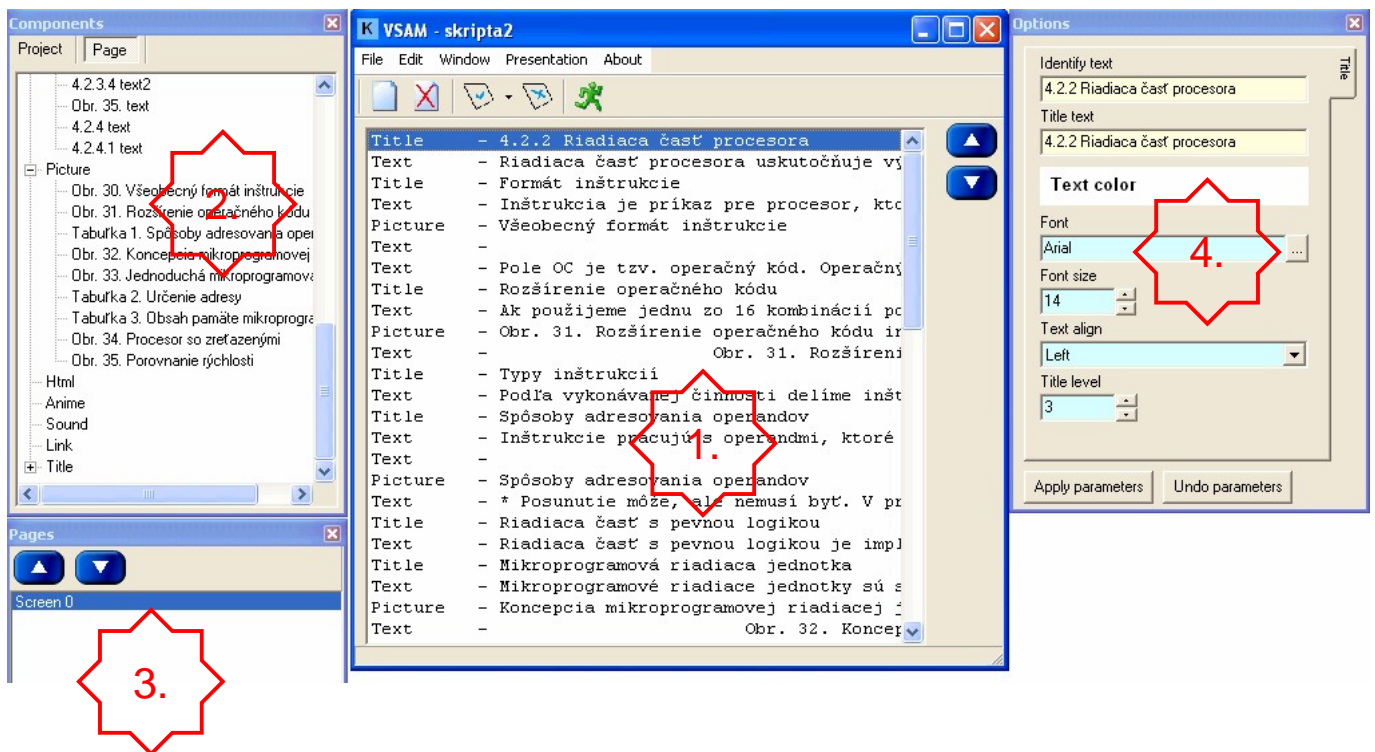 Components
Project Page
4.2.3.4 text2
Obr. 35. text
4.2.4 text
4.2.4.1 text
Picture
Obr. 30. Všeobecný formát inštrukcie
Obr. 31. Rozšírenie operačného kódu
Tabuľka 1. Spôsoby adresovania oper
Obr. 32. Koncepcia mikroprogramovej
Obr. 33. Jednoduchá mikroprogramova
Tabuľka 2. Určenie adresy
Tabuľka 3. Obsah pamäte mikroprogra
Obr. 34. Procesor so zreťazenými
Obr. 35. Porovnanie rýchlosti
Html
Anime
Sound
Link
Title
2.
Pages
Screen 0
3.
K VSAM - skripta2
File Edit Window Presentation About
Title - 4.2.2 Riadiaca časť procesora
Text - Riadiaca časť procesora uskutočňuje vý
Title - Formát inštrukcie
Text - Inštrukcia je príkaz pre procesor, kto
Picture - Všeobecný formát inštrukcie
Text -
Text - Pole OC je tzv. operačný kód. Operačný
Title - Rozšírenie operačného kódu
Text - Ak použijeme jednu zo 16 kombinácií po
Picture - Obr. 31. Rozšírenie operačného kódu in
Text - Obr. 31. Rozšíreni
Title - Typy inštrukcií
Text - Podľa vykonávanej činnosti delíme inšt
Title - Spôsoby adresovania operandov
Text - Inštrukcie pracujú s operandmi, ktoré
Text -
Picture - Spôsoby adresovania operandov
Text - * Posunutie môže, ale nemusí byť. V pr
Title - Riadiaca časť s pevnou logikou
Text - Riadiaca časť s pevnou logikou je impl
Title - Mikroprogramová riadiaca jednotka
Text - Mikroprogramové riadiace jednotky sú s
Picture - Koncepcia mikroprogramovej riadiacej j
Text - Obr. 32. Koncep
1.
Options
Title
Identify text
4.2.2 Riadiaca časť procesora
Title text
4.2.2 Riadiaca časť procesora
Text color
Font
Arial ...
Font size
14
Text align
Left
Title level
3
4.
Apply parameters Undo parameters